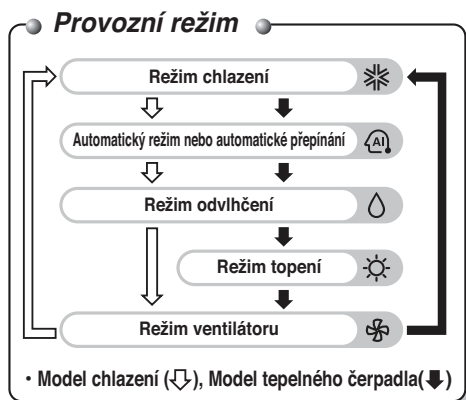 Provozní režim
Režim chlazení
Automatický režim nebo automatické přepínání
AI
Režim odvlhčení
Režim topení
Režim ventilátoru
• Model chlazení (⇩), Model tepelného čerpadla(⬇)